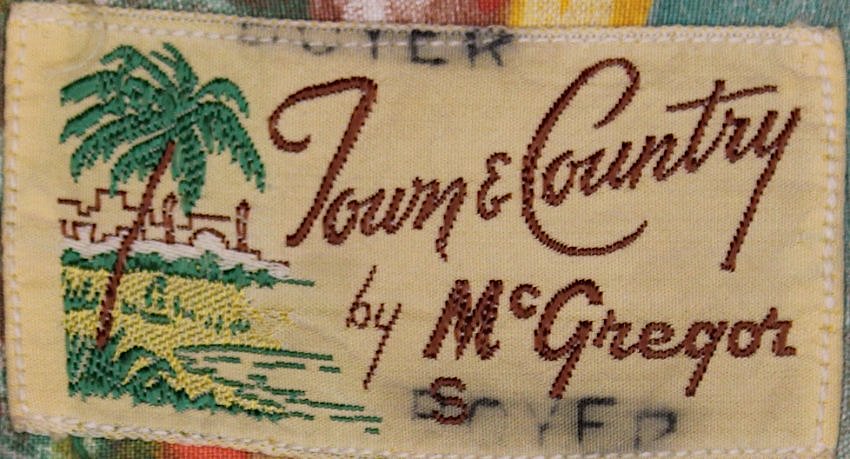 Town & Country
by McGregor
S